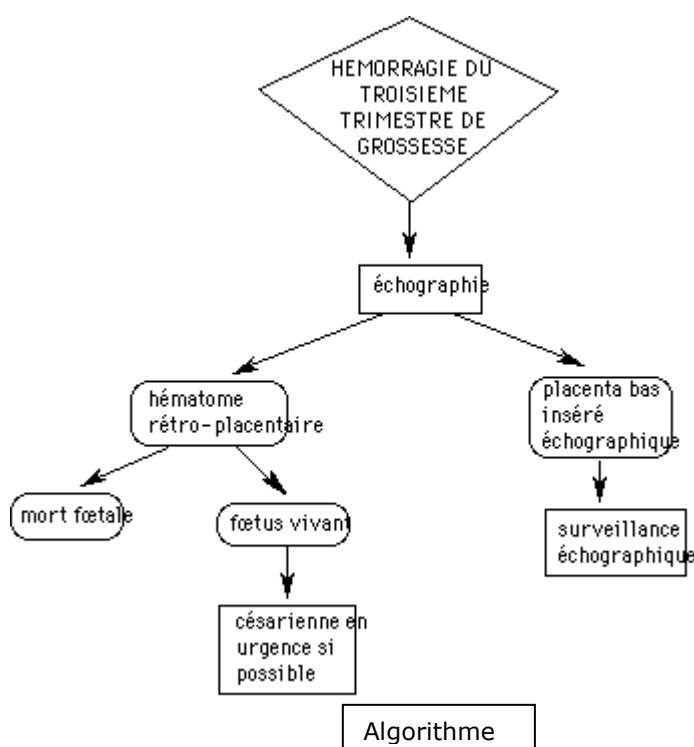 HEMORRAGIE DU
TROISIEME
TRIMESTRE DE
GROSSESSE
échographie
hématome
rétro-placentaire
placenta bas
inséré
échographique
mort fœtale
fœtus vivant
surveillance
échographique
césarienne en
urgence si
possible
Algorithme